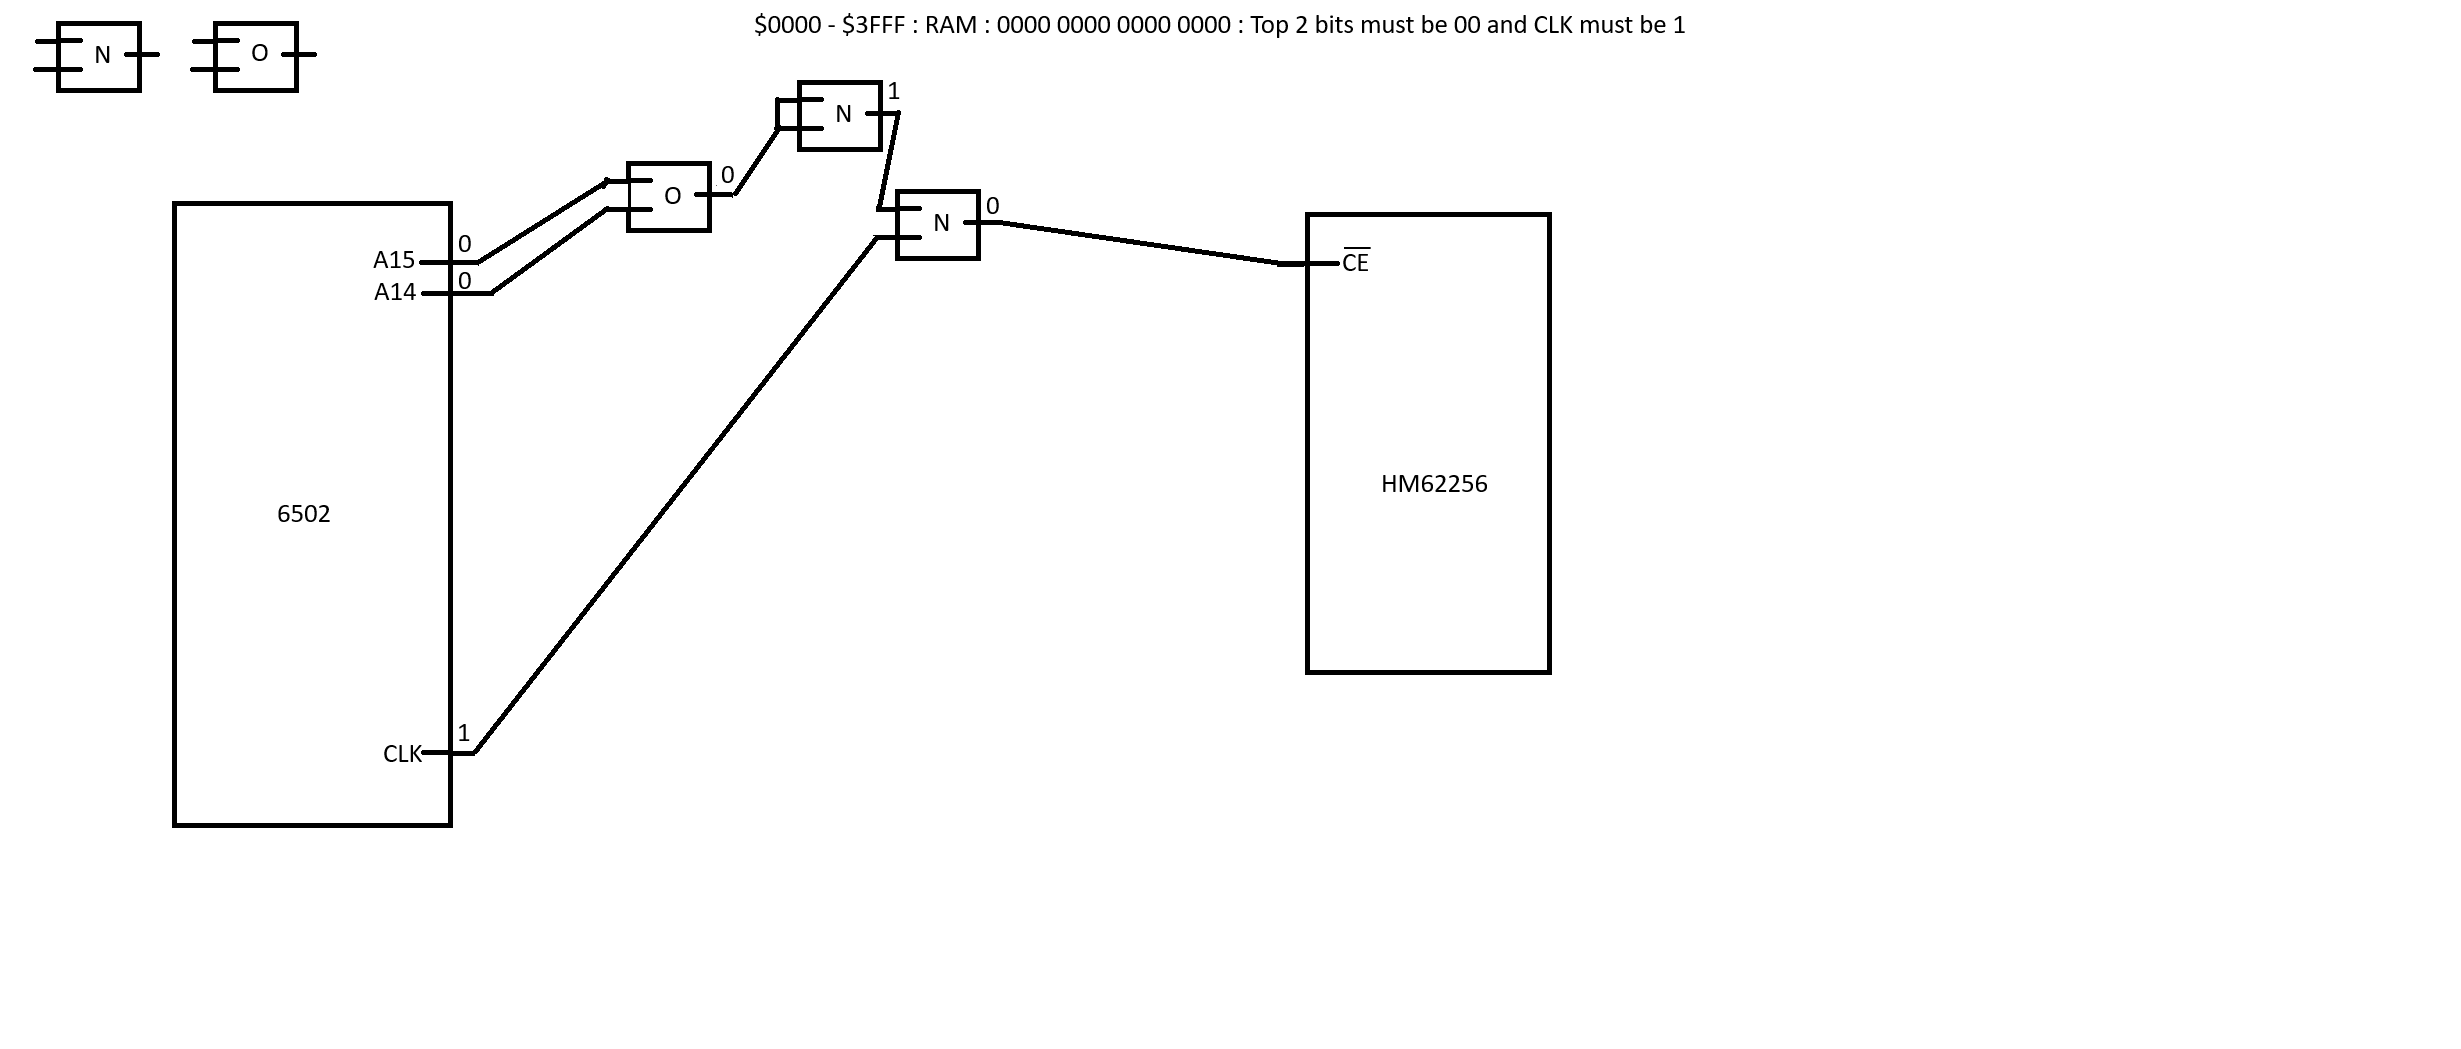 $0000 - $3FFF : RAM : 0000 0000 0000 0000 : Top 2 bits must be 00 and CLK must be 1
N
O
N
1
O
0
N
0
A15
0
A14
0
CE
6502
HM62256
CLK
1